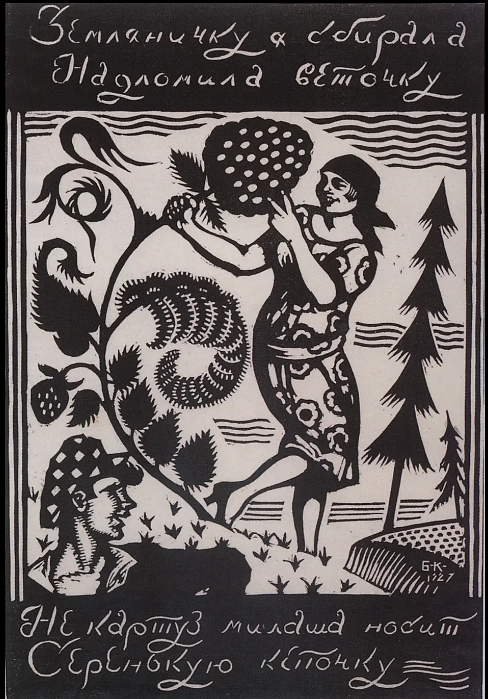 Земляничку я сбирала
Надломила веточку
Б-К-
1927
Не картуз милаша носит
Серенькую кепочку